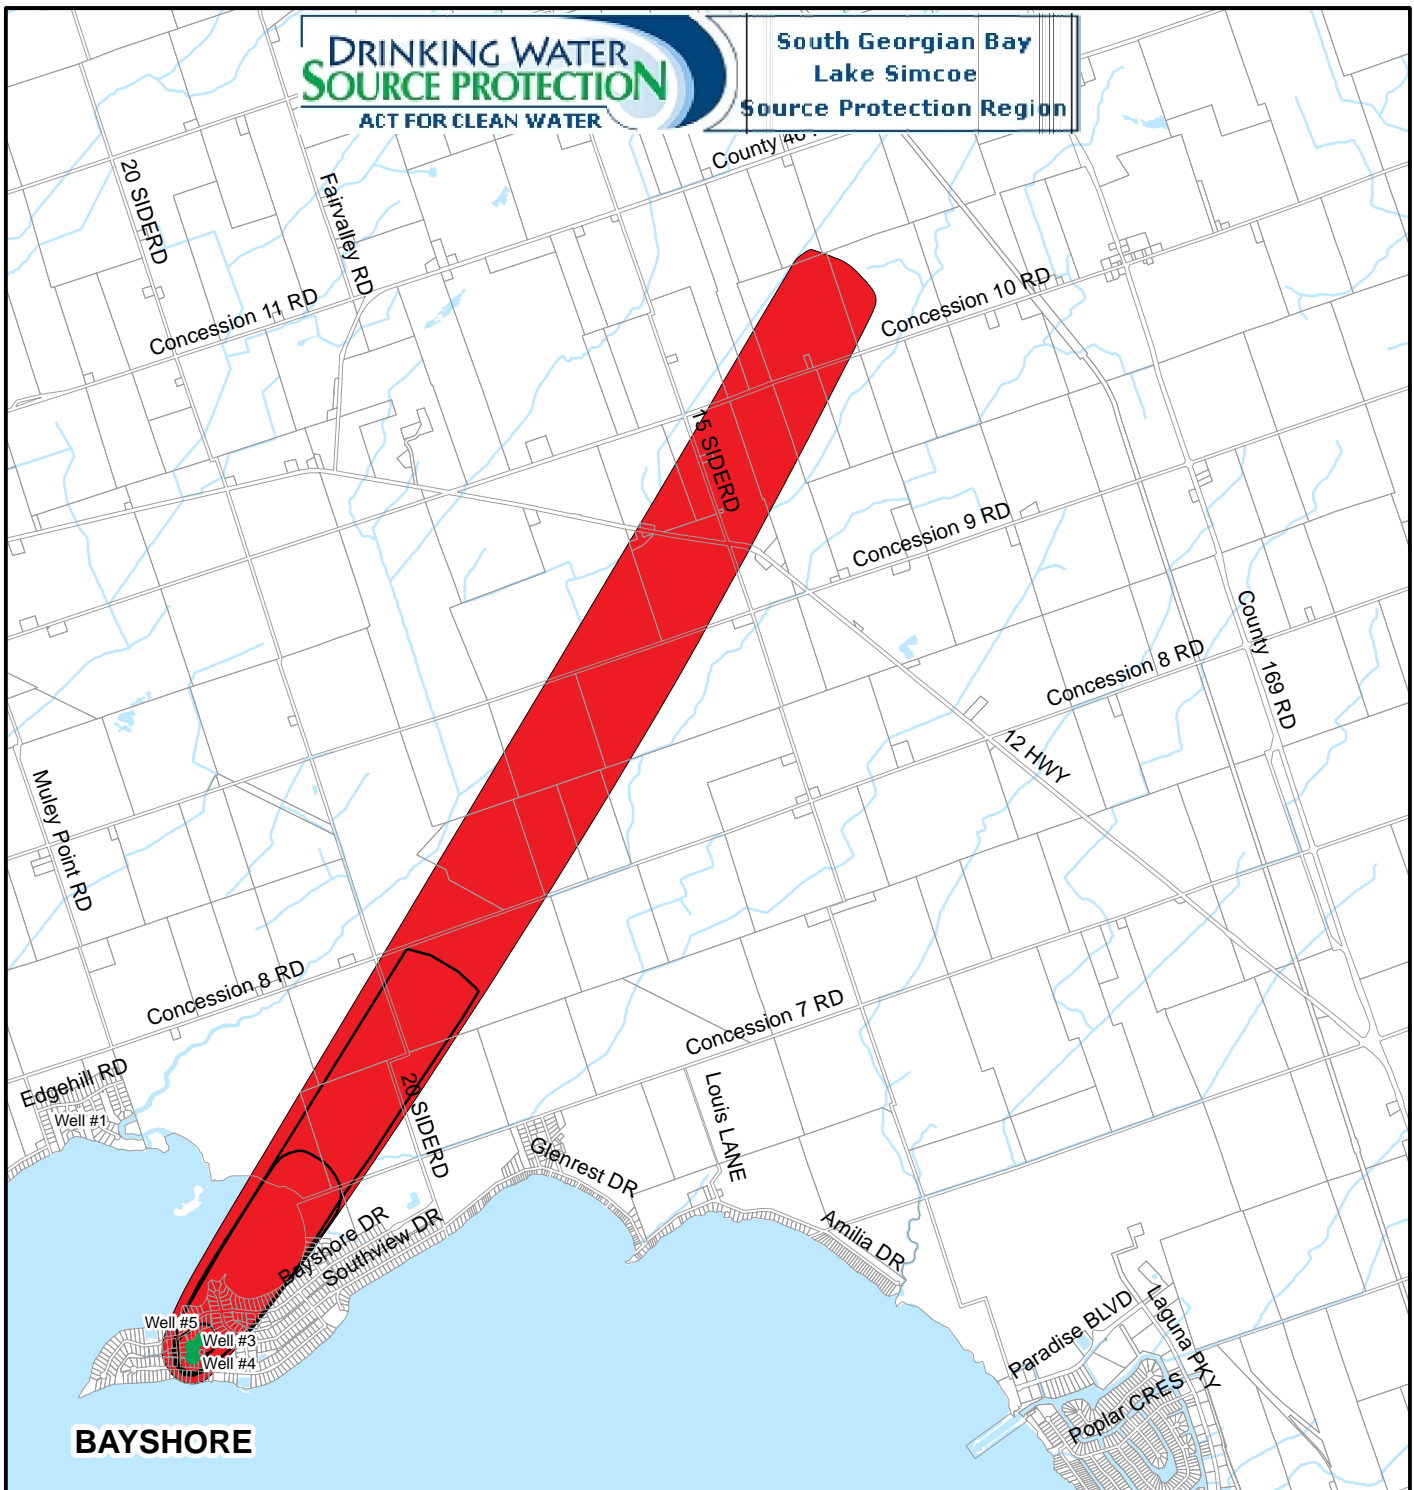 DRINKING WATER
SOURCE PROTECTION
ACT FOR CLEAN WATER
South Georgian Bay
Lake Simcoe
Source Protection Region
County
20 SIDERD
Fairvalley RD
Concession 11 RD
Concession 10 RD
15 SIDERD
Concession 9 RD
County 169 RD
Concession 8 RD
12 HWY
Muley Point RD
Concession 8 RD
Concession 7 RD
Edgehill RD
Well #1
20 SIDERD
Louis LANE
Glenrest DR
Bayshore DR
Southview DR
Amilia DR
Well #5
Well #3
Well #4
Paradise BLVD
Laguna PKY
Poplar CRES
BAYSHORE